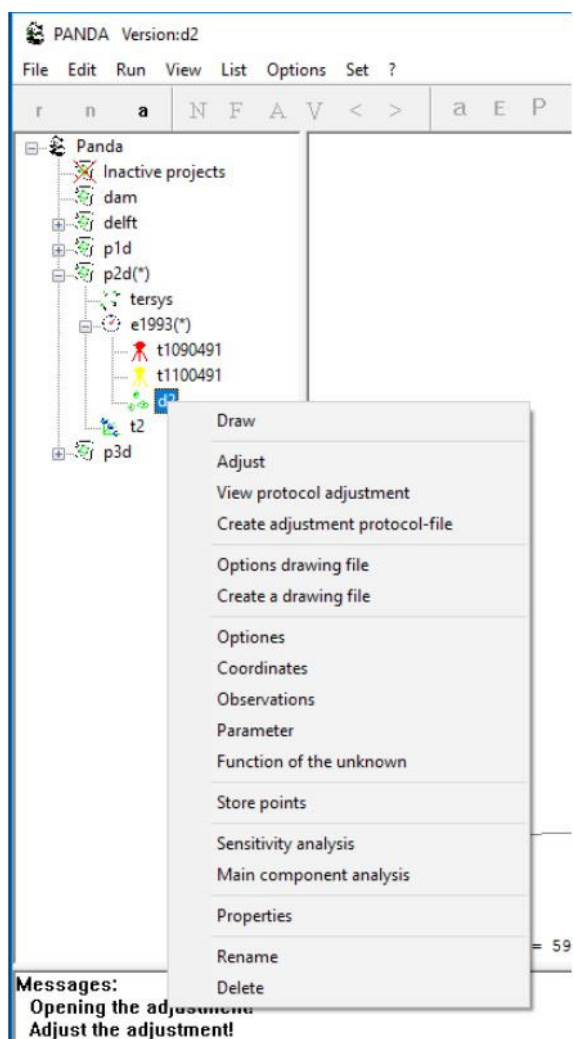 PANDA Version:d2
File Edit Run View List Options Set ?
r n a N F A V < > a E P
Panda
Inactive projects
dam
delft
p1d
p2d(*)
tersys
e1993(*)
t1090491
t1100491
d2
t2
p3d
Draw
Adjust
View protocol adjustment
Create adjustment protocol-file
Options drawing file
Create a drawing file
Optiones
Coordinates
Observations
Parameter
Function of the unknown
Store points
Sensitivity analysis
Main component analysis
Properties
Rename
Delete
= 59
Messages:
Opening the adjustment!
Adjust the adjustment!